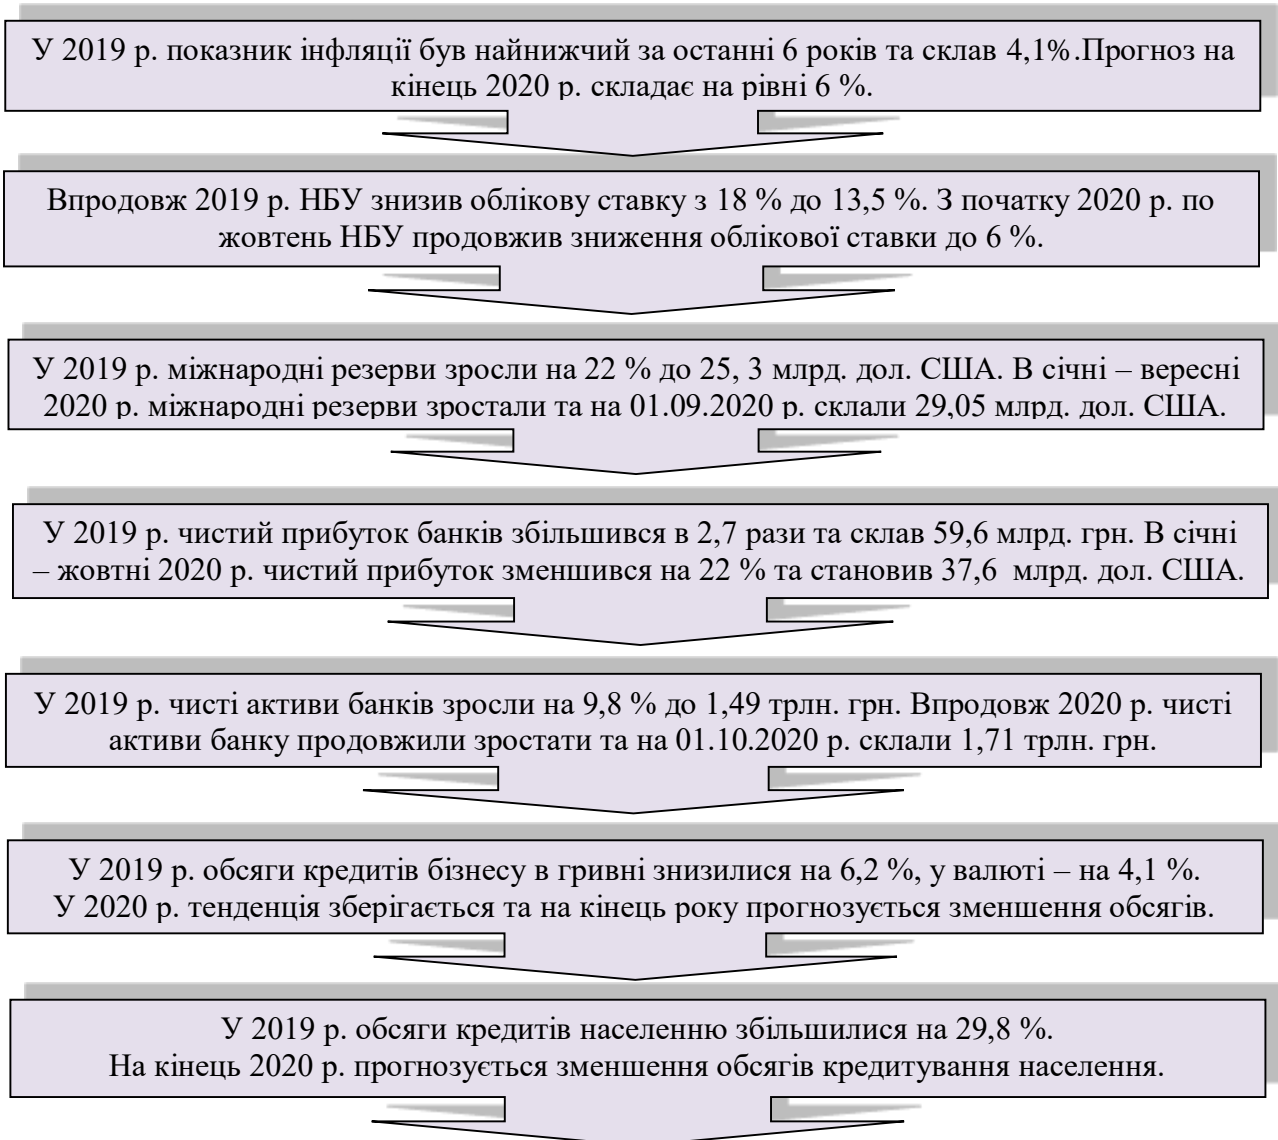 У 2019 р. показник інфляції був найнижчий за останні 6 років та склав 4,1%.Прогноз на
кінець 2020 р. складає на рівні 6 %.
Впродовж 2019 р. НБУ знизив облікову ставку з 18 % до 13,5 %. З початку 2020 р. по
жовтень НБУ продовжив зниження облікової ставки до 6 %.
У 2019 р. міжнародні резерви зросли на 22 % до 25, 3 млрд. дол. США. В січні – вересні
2020 р. міжнародні резерви зростали та на 01.09.2020 р. склали 29,05 млрд. дол. США.
У 2019 р. чистий прибуток банків збільшився в 2,7 рази та склав 59,6 млрд. грн. В січні
– жовтні 2020 р. чистий прибуток зменшився на 22 % та становив 37,6 млрд. дол. США.
У 2019 р. чисті активи банків зросли на 9,8 % до 1,49 трлн. грн. Впродовж 2020 р. чисті
активи банку продовжили зростати та на 01.10.2020 р. склали 1,71 трлн. грн.
У 2019 р. обсяги кредитів бізнесу в гривні знизилися на 6,2 %, у валюті – на 4,1 %.
У 2020 р. тенденція зберігається та на кінець року прогнозується зменшення обсягів.
У 2019 р. обсяги кредитів населенню збільшилися на 29,8 %.
На кінець 2020 р. прогнозується зменшення обсягів кредитування населення.